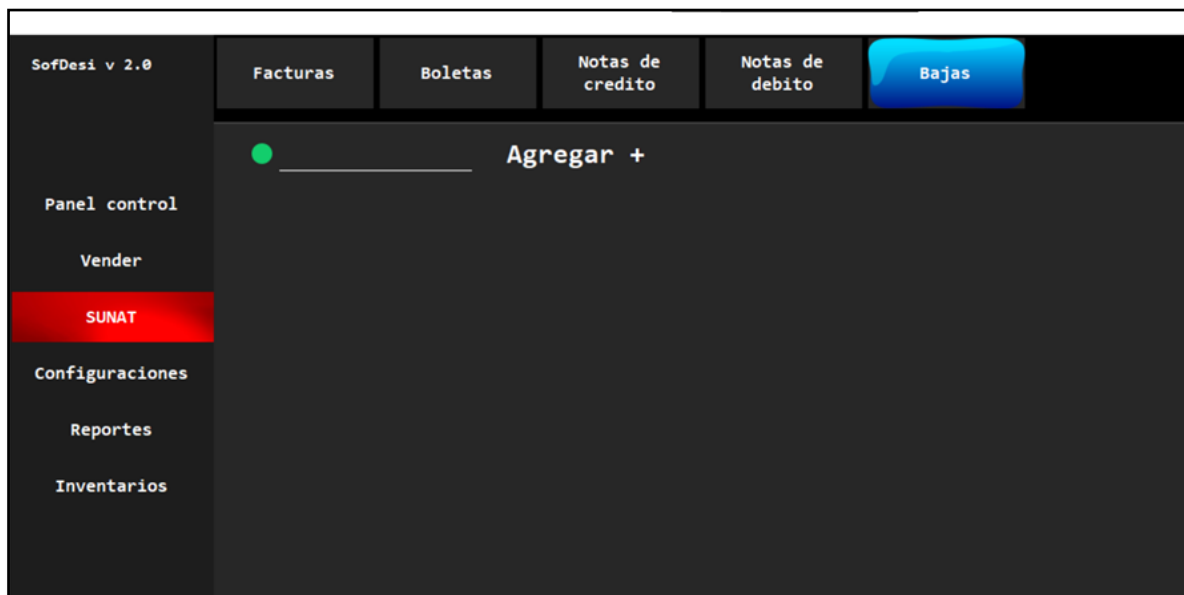 SofDesi v 2.0
Facturas
Boletas
Notas de
credito
Notas de
debito
Bajas
Agregar +
Panel control
Vender
SUNAT
Configuraciones
Reportes
Inventarios